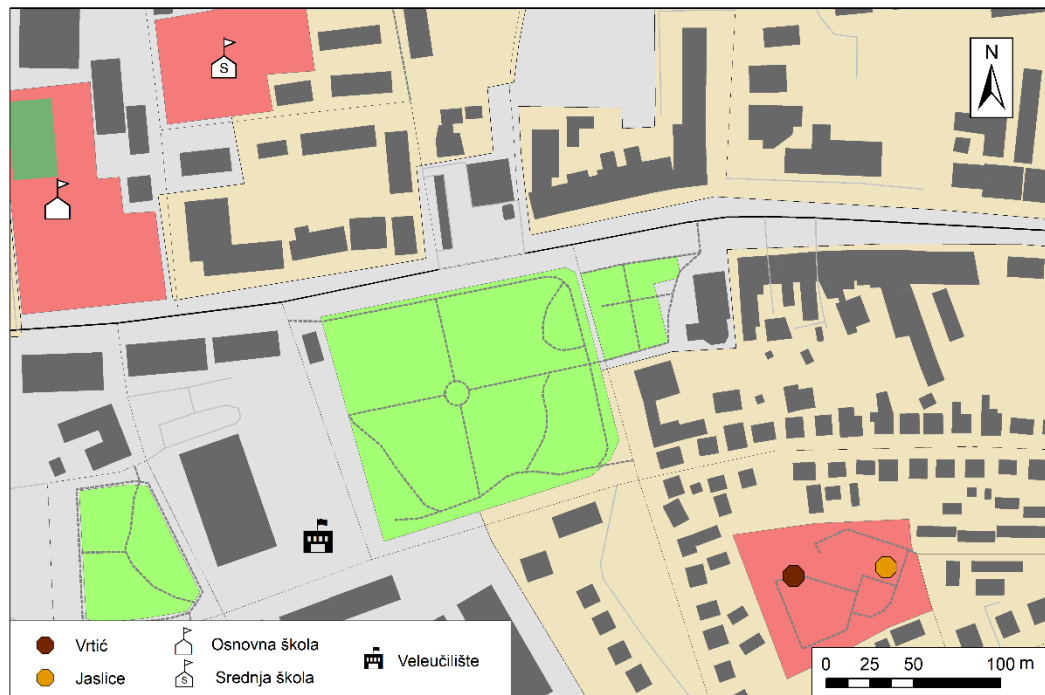 S
N
Vrtić
Jaslice
Osnovna škola
S Srednja škola
Veleučilište
0 25 50 100 m